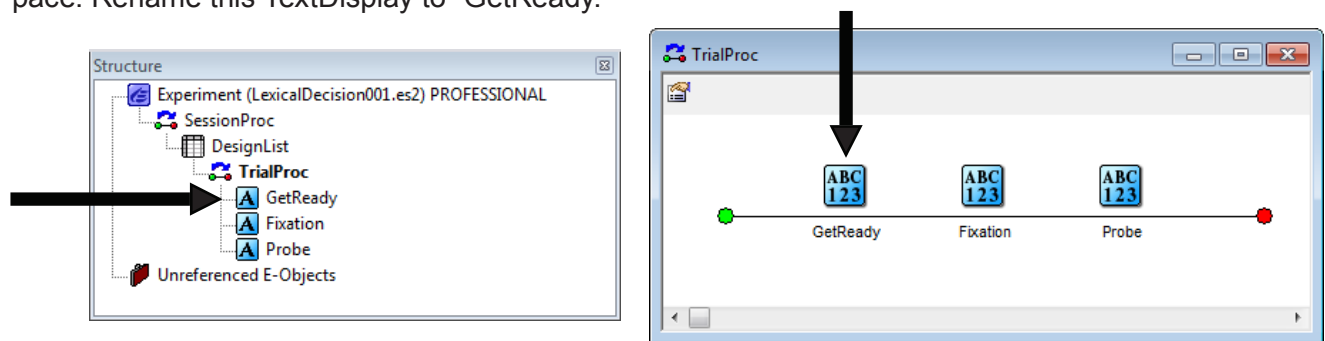 pace. Rename this TextDisplay to "GetReady."
Structure
Experiment (LexicalDecision001.es2) PROFESSIONAL
SessionProc
DesignList
TrialProc
A GetReady
A Fixation
A Probe
Unreferenced E-Objects
TrialProc
ABC ABC ABC
123 123 123
GetReady Fixation Probe